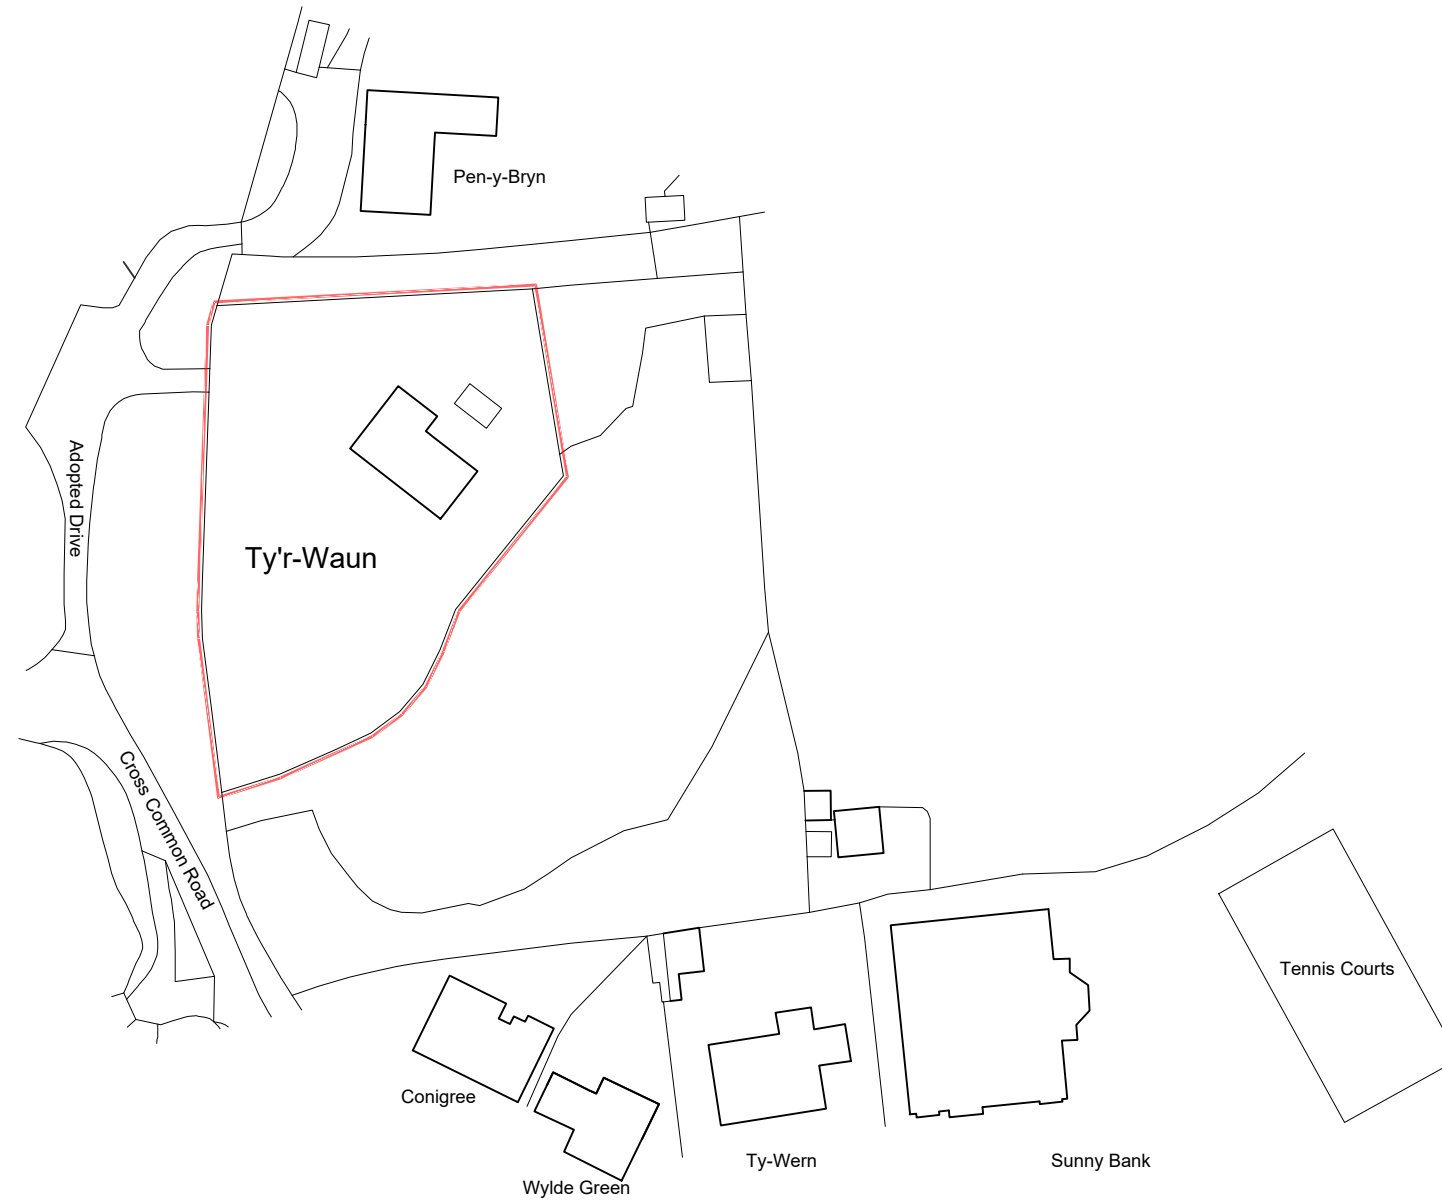 Pen-y-Bryn
Adopted Drive
Ty'r-Waun
Cross Common Road
Tennis Courts
Conigree
Ty-Wern
Sunny Bank
Wylde Green